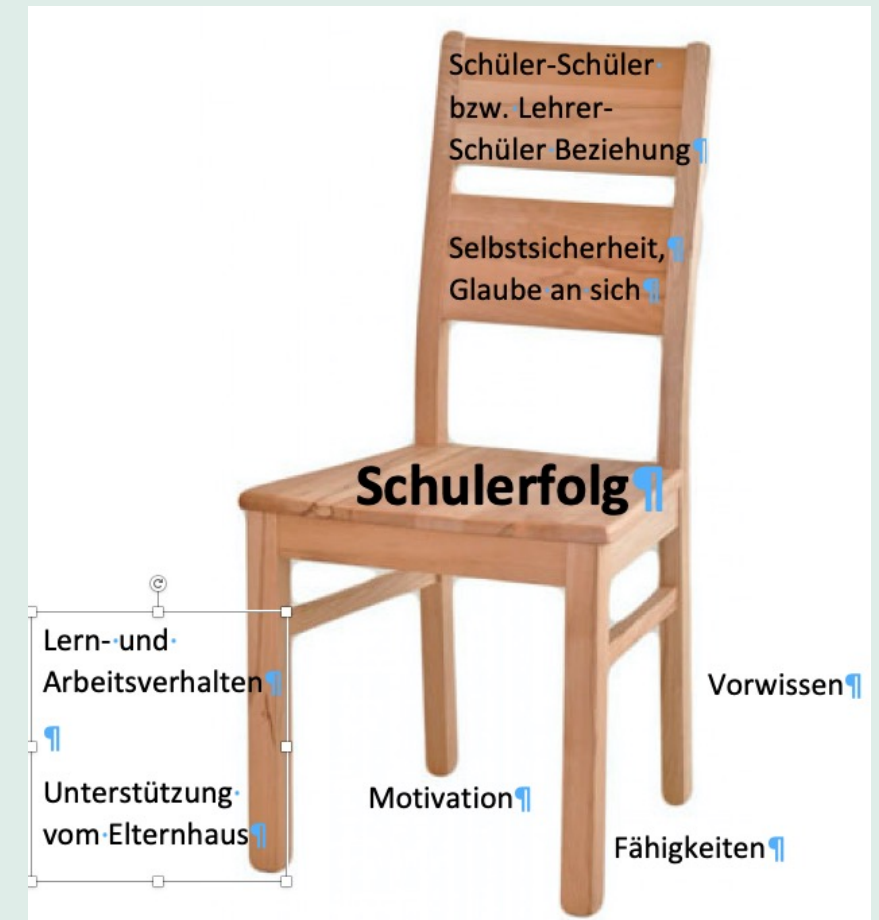 Schüler-Schüler
bzw. Lehrer-
Schüler Beziehung¶
Selbstsicherheit,¶
Glaube an sich¶
Schulerfolg¶
Lern- und
Arbeitsverhalten¶
¶
Unterstützung
vom Elternhaus¶
Motivation¶
Vorwissen¶
Fähigkeiten¶